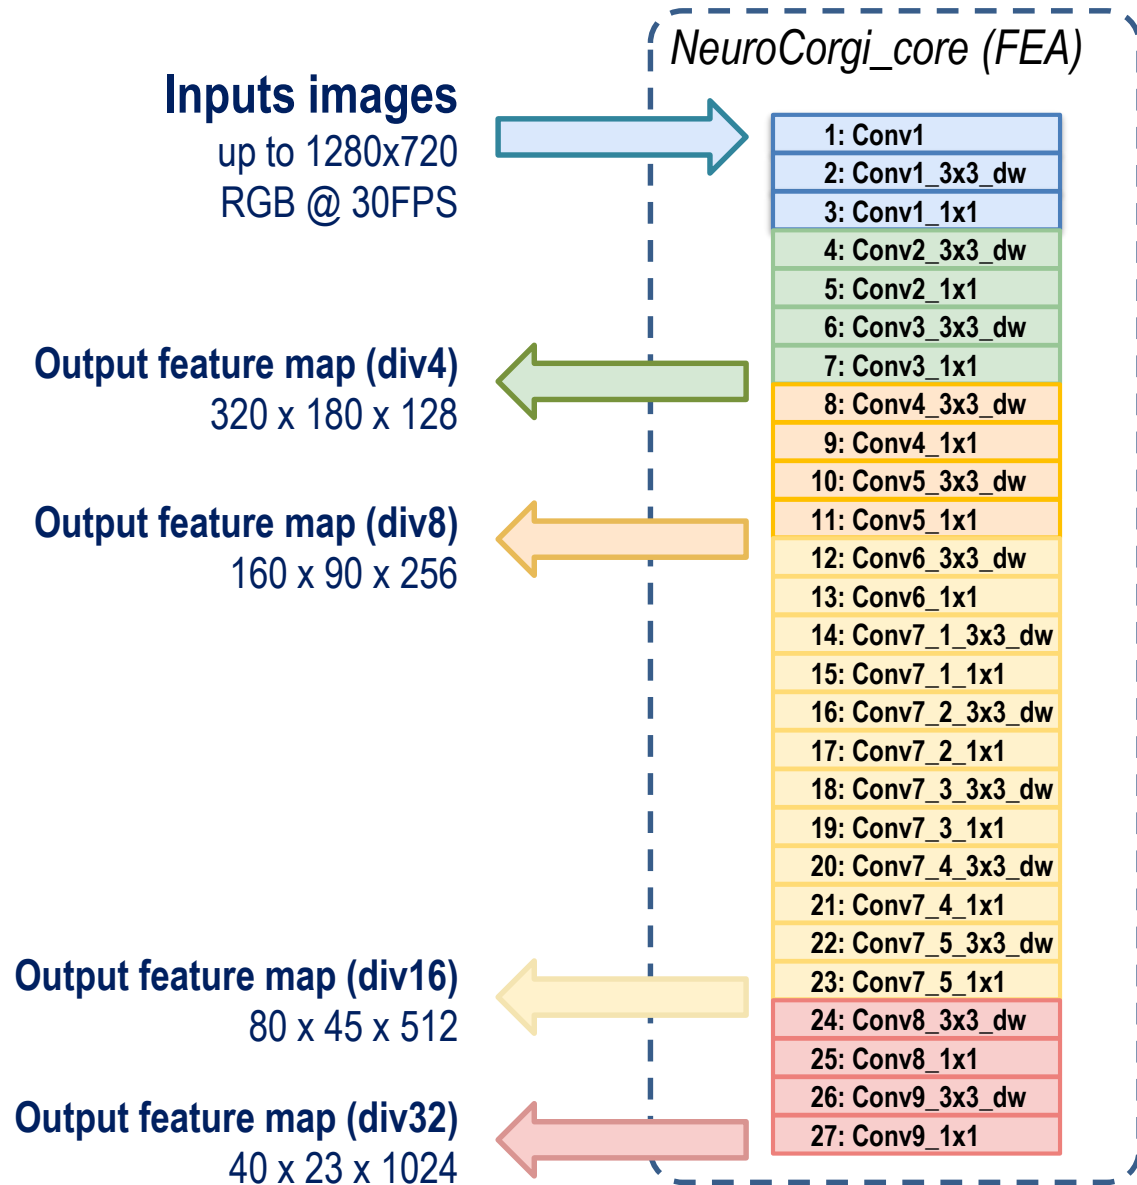 NeuroCorgi_core (FEA)
Inputs images
up to 1280x720
RGB @ 30FPS
1: Conv1
2: Conv1_3x3_dw
3: Conv1_1x1
4: Conv2_3x3_dw
5: Conv2_1x1
6: Conv3_3x3_dw
7: Conv3_1x1
Output feature map (div4)
320 x 180 x 128
8: Conv4_3x3_dw
9: Conv4_1x1
10: Conv5_3x3_dw
11: Conv5_1x1
Output feature map (div8)
160 x 90 x 256
12: Conv6_3x3_dw
13: Conv6_1x1
14: Conv7_1_3x3_dw
15: Conv7_1_1x1
16: Conv7_2_3x3_dw
17: Conv7_2_1x1
18: Conv7_3_3x3_dw
19: Conv7_3_1x1
20: Conv7_4_3x3_dw
21: Conv7_4_1x1
22: Conv7_5_3x3_dw
23: Conv7_5_1x1
Output feature map (div16)
80 x 45 x 512
24: Conv8_3x3_dw
25: Conv8_1x1
26: Conv9_3x3_dw
27: Conv9_1x1
Output feature map (div32)
40 x 23 x 1024